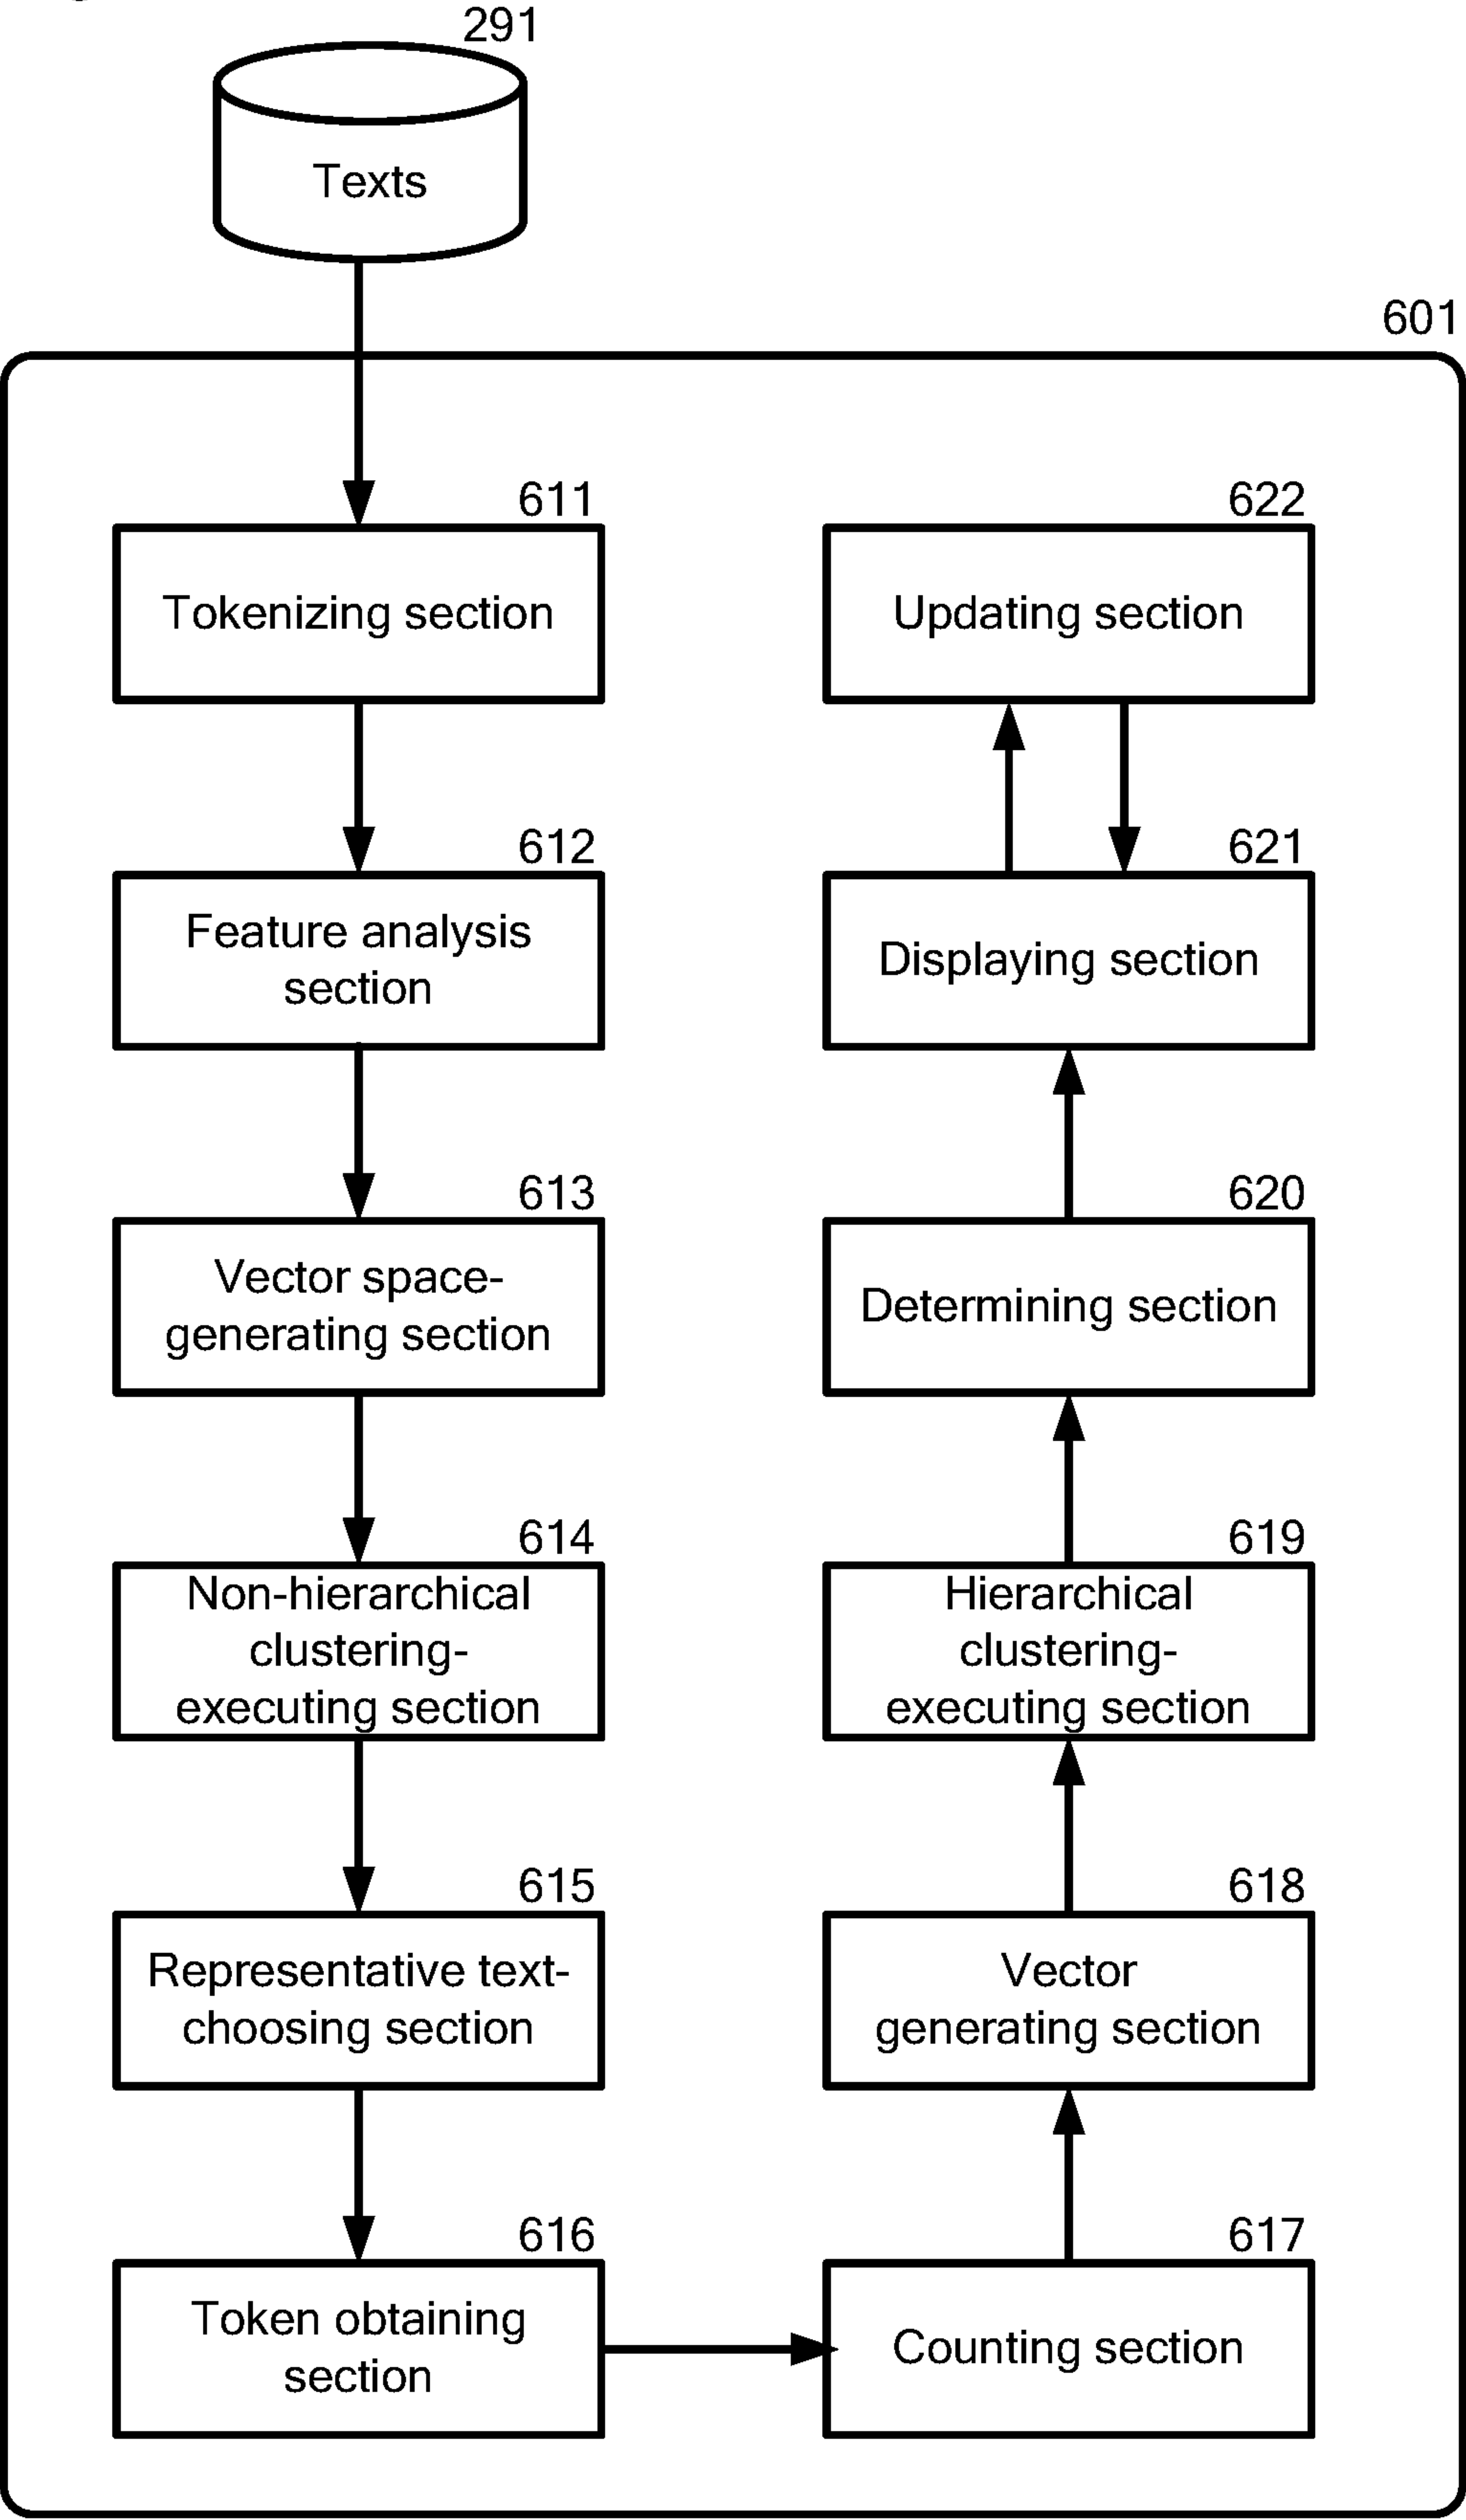 291
Texts
601
611
Tokenizing section
612
Feature analysis
section
613
Vector space-
generating section
614
Non-hierarchical
clustering-
executing section
615
Representative text-
choosing section
616
Token obtaining
section
617
Counting section
618
Vector
generating section
619
Hierarchical
clustering-
executing section
620
Determining section
621
Displaying section
622
Updating section